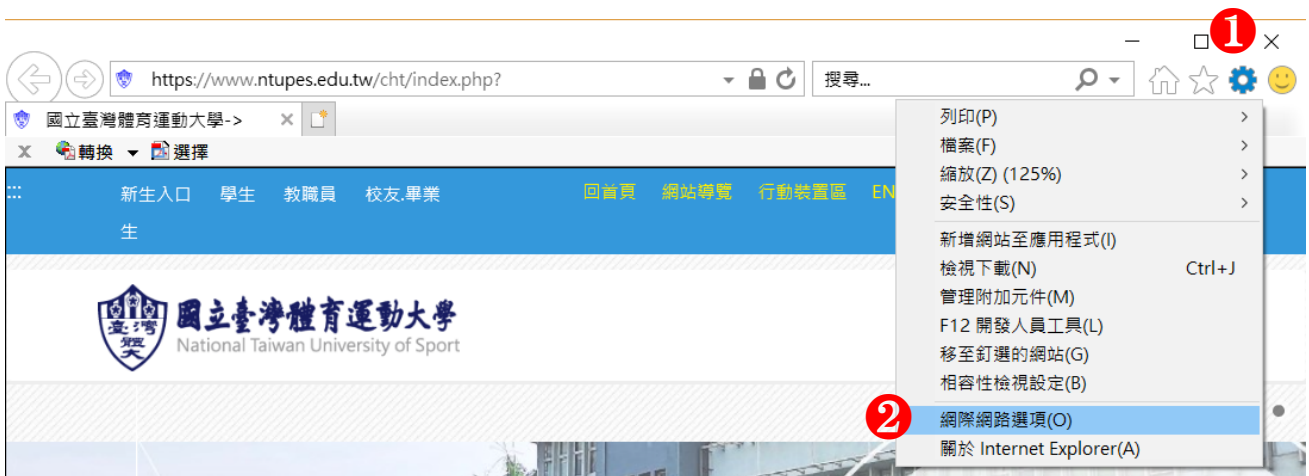 1
https://www.ntupes.edu.tw/cht/index.php?
搜尋...
國立臺灣體育運動大學->
轉換 選擇
新生入口 學生 教職員 校友.畢業
生
回首頁 網站導覽 行動裝置區 EN
臺灣
體大
國立臺灣體育運動大學
National Taiwan University of Sport
列印(P)
檔案(F)
縮放(Z) (125%)
安全性(S)
新增網站至應用程式(I)
檢視下載(N) Ctrl+J
管理附加元件(M)
F12 開發人員工具(L)
移至釘選的網站(G)
相容性檢視設定(B)
2
網際網路選項(O)
關於 Internet Explorer(A)